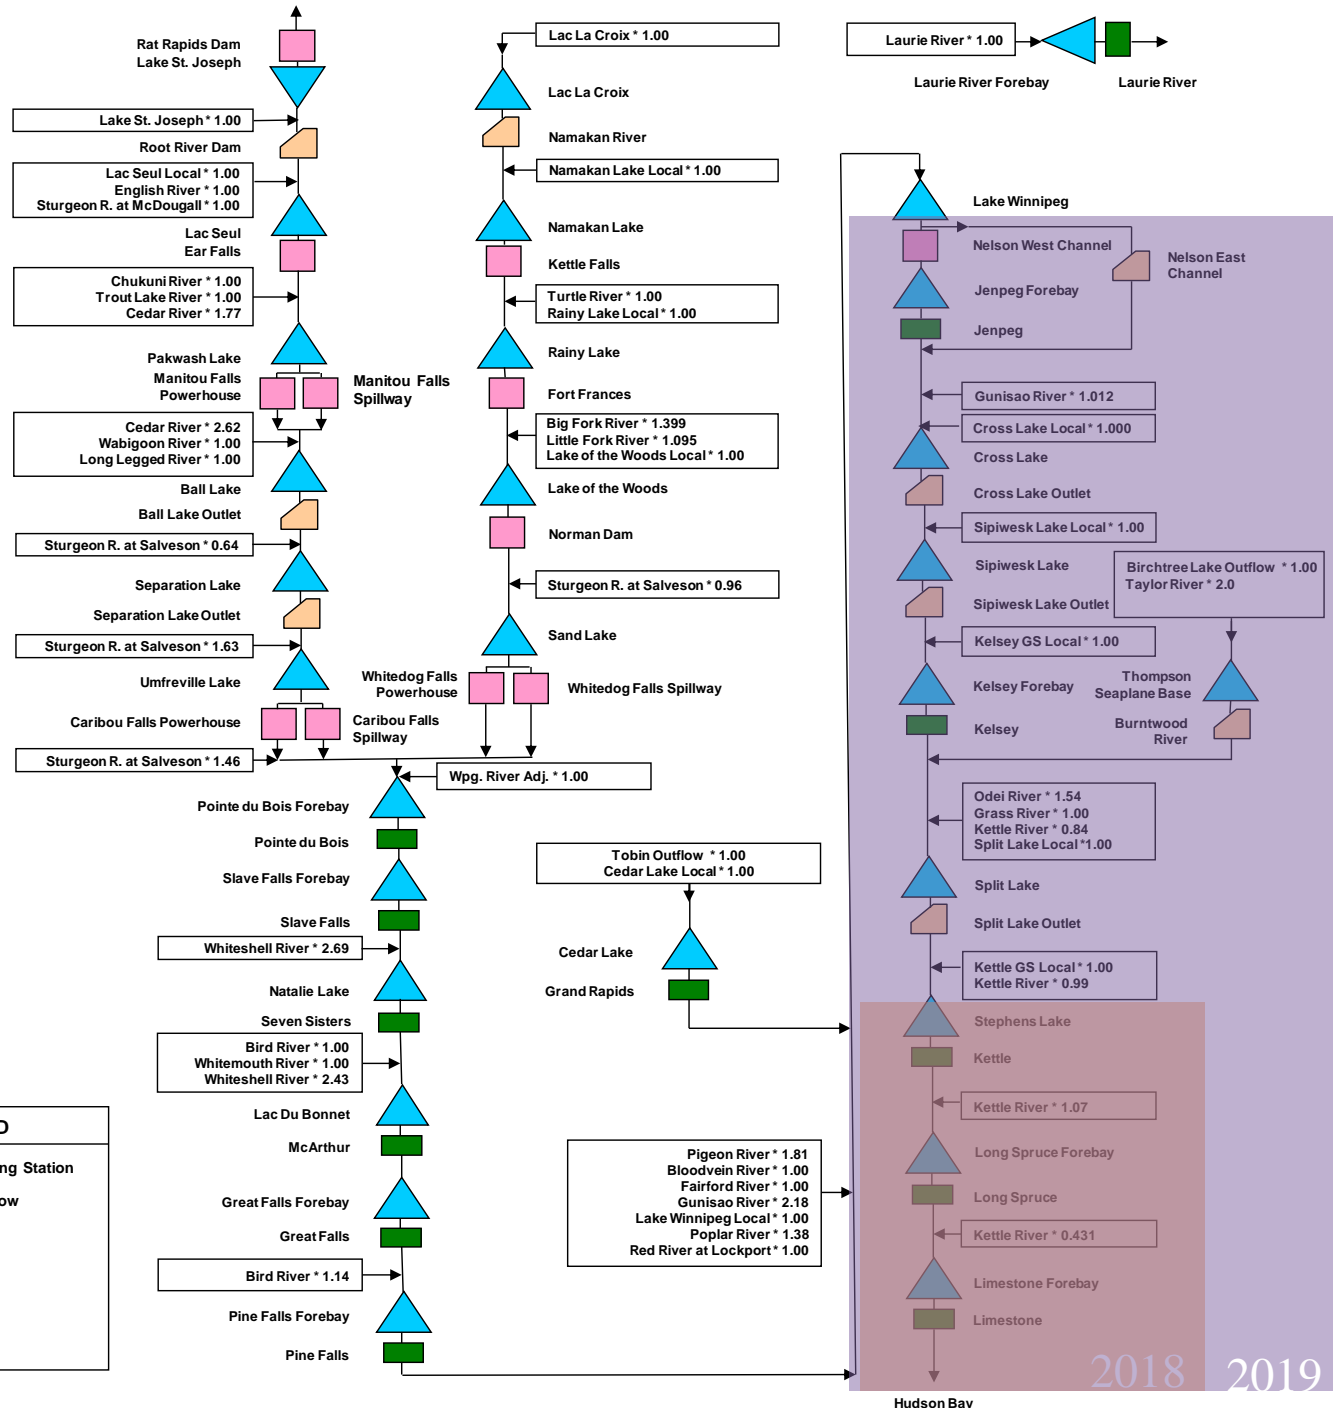 Rat Rapids Dam
Lake St. Joseph
Lake St. Joseph * 1.00
Root River Dam
Lac Seul Local * 1.00
English River * 1.00
Sturgeon R. at McDougall * 1.00
Lac Seul
Ear Falls
Chukuni River * 1.00
Trout Lake River * 1.00
Cedar River * 1.77
Pakwash Lake
Manitou Falls
Powerhouse
Manitou Falls
Spillway
Cedar River * 2.62
Wabigoon River * 1.00
Long Legged River * 1.00
Ball Lake
Ball Lake Outlet
Sturgeon R. at Salveson * 0.64
Separation Lake
Separation Lake Outlet
Sturgeon R. at Salveson * 1.63
Umfreville Lake
Caribou Falls Powerhouse
Caribou Falls
Spillway
Sturgeon R. at Salveson * 1.46
Lac La Croix * 1.00
Lac La Croix
Namakan River
Namakan Lake Local * 1.00
Namakan Lake
Kettle Falls
Turtle River * 1.00
Rainy Lake Local * 1.00
Rainy Lake
Fort Frances
Big Fork River * 1.399
Little Fork River * 1.095
Lake of the Woods Local * 1.00
Lake of the Woods
Norman Dam
Sturgeon R. at Salveson * 0.96
Sand Lake
Whitedog Falls
Powerhouse
Whitedog Falls Spillway
Wpg. River Adj. * 1.00
Pointe du Bois Forebay
Pointe du Bois
Slave Falls Forebay
Slave Falls
Whiteshell River * 2.69
Natalie Lake
Seven Sisters
Bird River * 1.00
Whitemouth River * 1.00
Whiteshell River * 2.43
Lac Du Bonnet
McArthur
Great Falls Forebay
Great Falls
Bird River * 1.14
Pine Falls Forebay
Pine Falls
D
ng Station
ow
Tobin Outflow * 1.00
Cedar Lake Local * 1.00
Cedar Lake
Grand Rapids
Pigeon River * 1.81
Bloodvein River * 1.00
Fairford River * 1.00
Gunisao River * 2.18
Lake Winnipeg Local * 1.00
Poplar River * 1.38
Red River at Lockport * 1.00
Laurie River * 1.00
Laurie River Forebay
Laurie River
Lake Winnipeg
Nelson West Channel
Nelson East
Channel
Jenpeg Forebay
Jenpeg
Gunisao River * 1.012
Cross Lake Local * 1.000
Cross Lake
Cross Lake Outlet
Sipiwesk Lake Local * 1.00
Sipiwesk Lake
Birchtree Lake Outflow * 1.00
Taylor River * 2.0
Sipiwesk Lake Outlet
Kelsey GS Local * 1.00
Kelsey Forebay
Thompson
Seaplane Base
Kelsey
Burntwood
River
Odei River * 1.54
Grass River * 1.00
Kettle River * 0.84
Split Lake Local *1.00
Split Lake
Split Lake Outlet
Kettle GS Local * 1.00
Kettle River * 0.99
Stephens Lake
Kettle
Kettle River * 1.07
Long Spruce Forebay
Long Spruce
Kettle River * 0.431
Limestone Forebay
Limestone
2018
2019
Hudson Bay